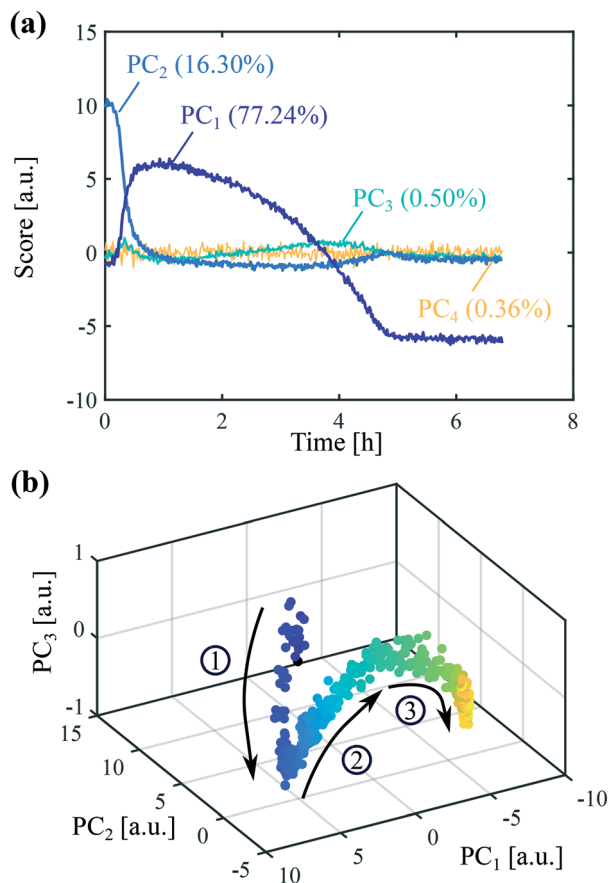 (a)
15
10
5
0
-5
-10
Score [a.u.]
PC2 (16.30%)
PC1 (77.24%)
PC3 (0.50%)
PC4 (0.36%)
0
2
4
6
8
Time [h]
(b)
1
0
-1
PC3 [a.u.]
15
10
5
0
-5
PC2 [a.u.]
10
5
0
-5
-10
PC1 [a.u.]
①
②
③